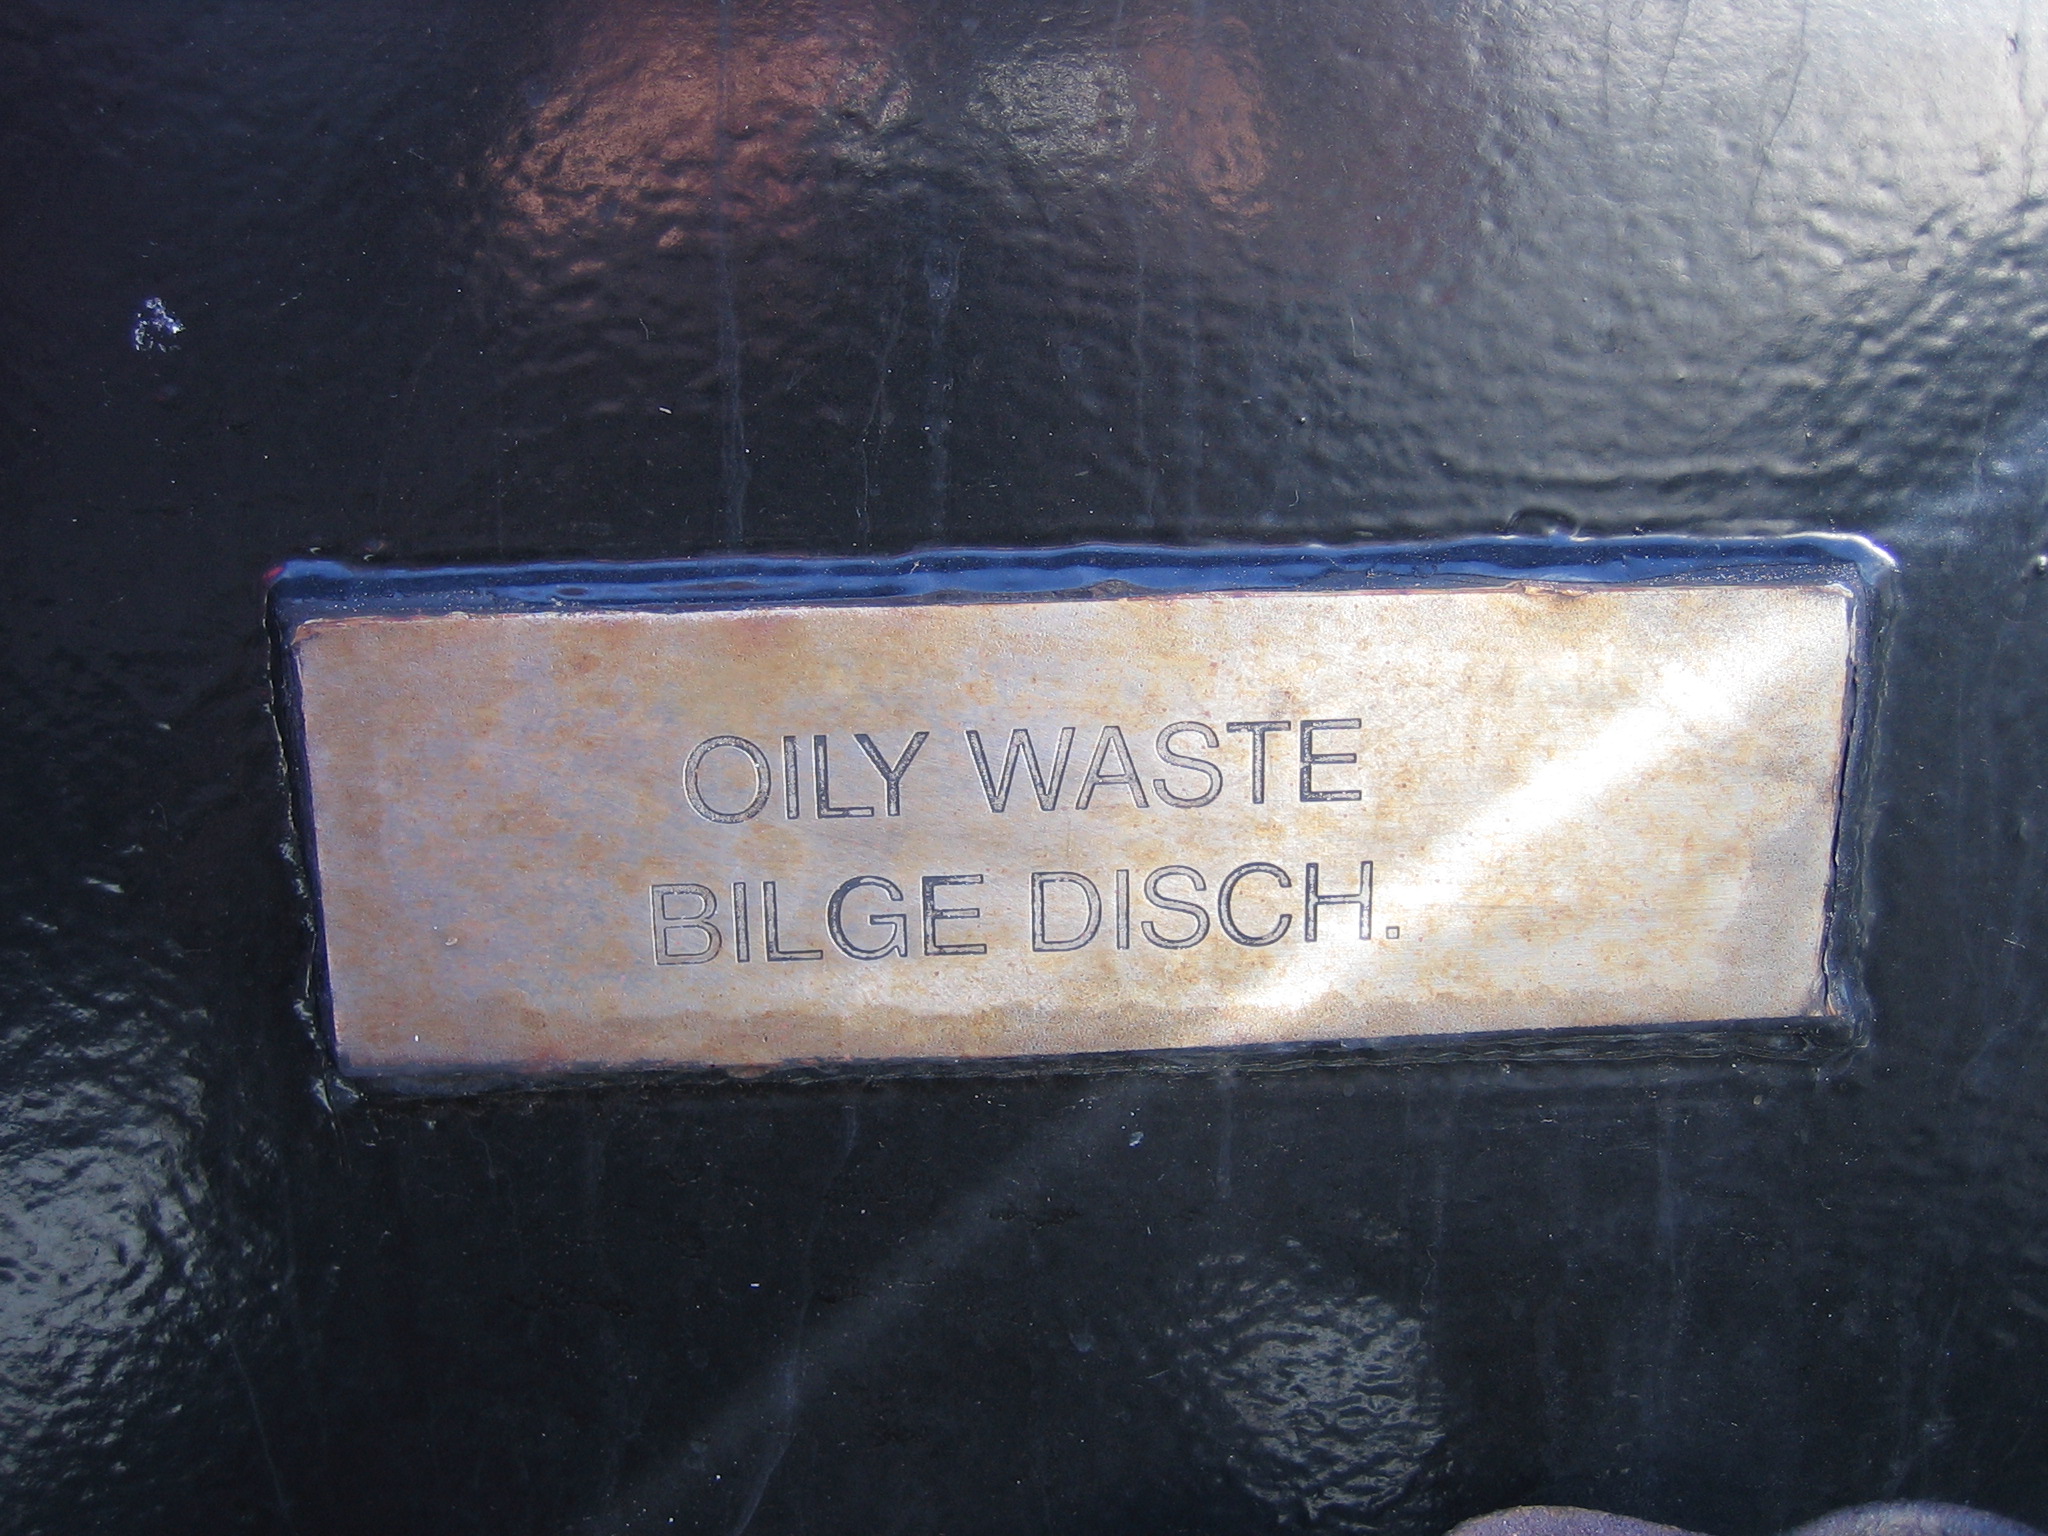 OILY WASTE
BILGE DISCH.